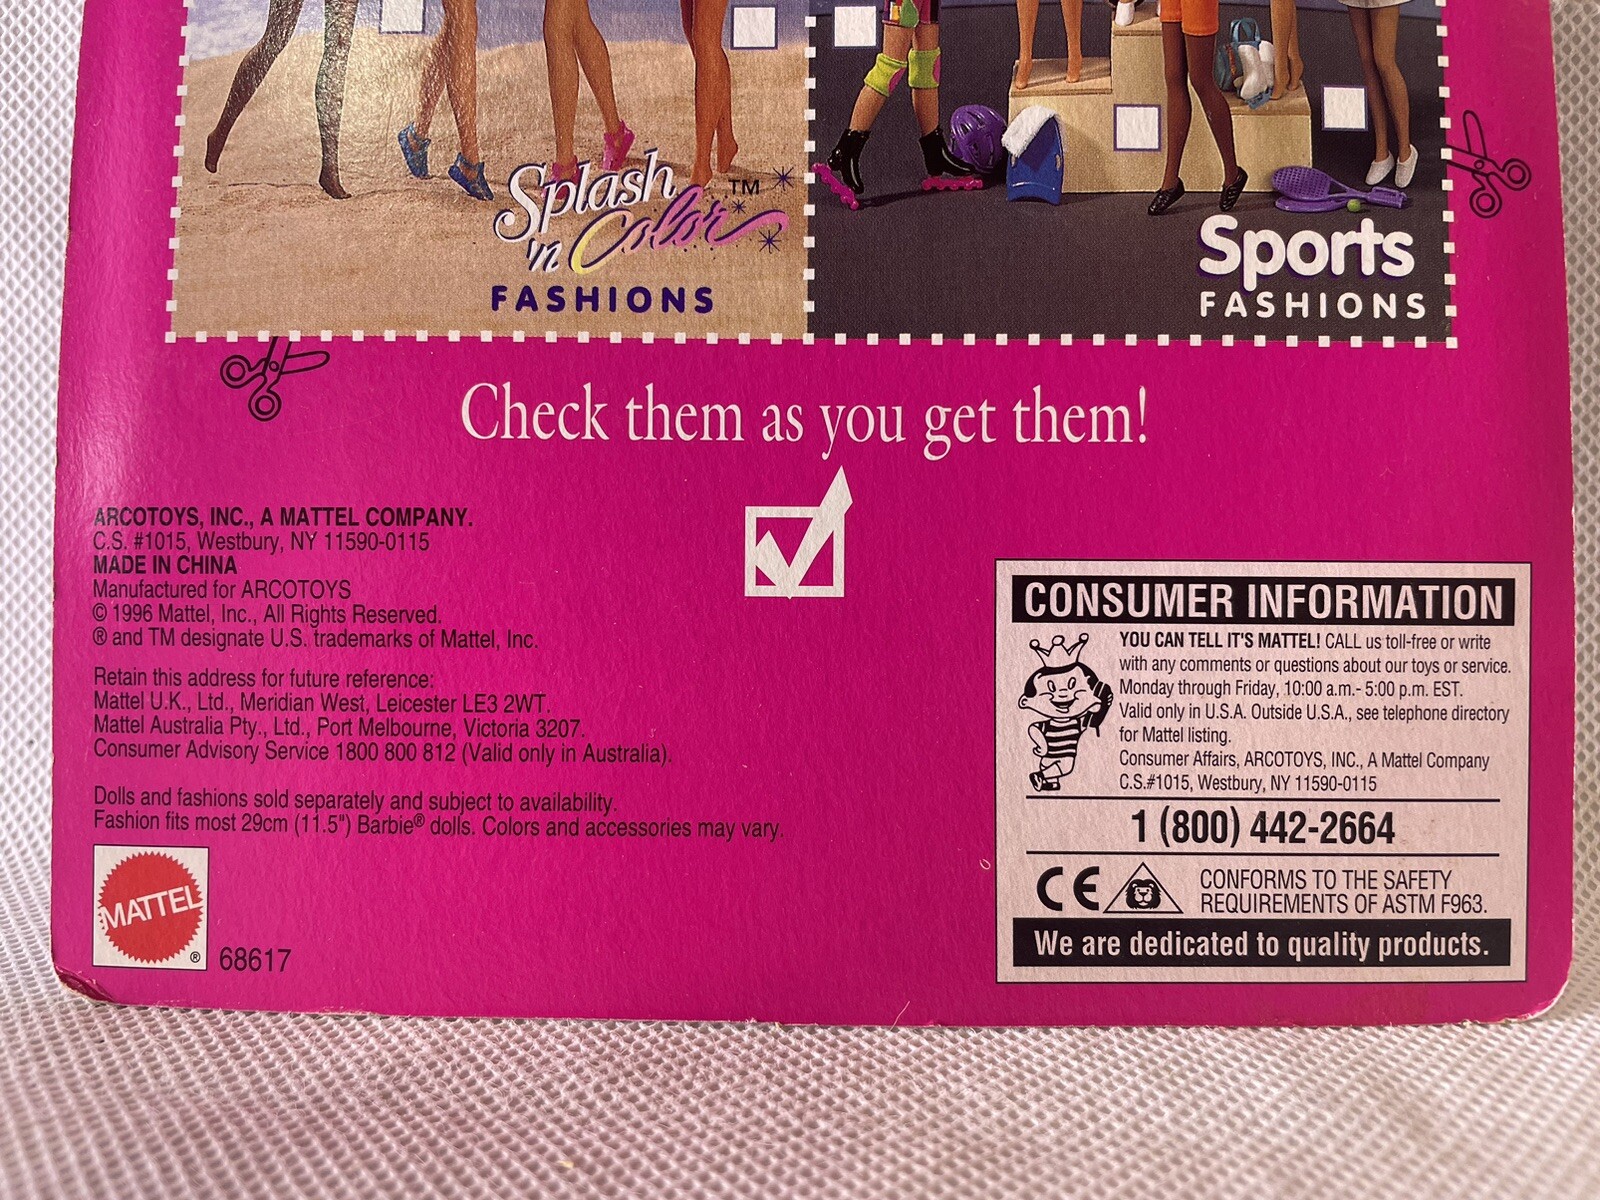 Splash
'n Color™
FASHIONS
Sports
FASHIONS
Check them as you get them!
ARCOTOYS, INC., A MATTEL COMPANY.
C.S. #1015, Westbury, NY 11590-0115
MADE IN CHINA
Manufactured for ARCOTOYS
© 1996 Mattel, Inc., All Rights Reserved.
® and TM designate U.S. trademarks of Mattel, Inc.
Retain this address for future reference:
Mattel U.K., Ltd., Meridian West, Leicester LE3 2WT.
Mattel Australia Pty., Ltd., Port Melbourne, Victoria 3207.
Consumer Advisory Service 1800 800 812 (Valid only in Australia).
Dolls and fashions sold separately and subject to availability.
Fashion fits most 29cm (11.5") Barbie® dolls. Colors and accessories may vary.
MATTEL
®
68617
CONSUMER INFORMATION
YOU CAN TELL IT'S MATTEL! CALL us toll-free or write
with any comments or questions about our toys or service.
Monday through Friday, 10:00 a.m.- 5:00 p.m. EST.
Valid only in U.S.A. Outside U.S.A., see telephone directory
for Mattel listing.
Consumer Affairs, ARCOTOYS, INC., A Mattel Company
C.S.#1015, Westbury, NY 11590-0115
1 (800) 442-2664
CE
CONFORMS TO THE SAFETY
REQUIREMENTS OF ASTM F963.
We are dedicated to quality products.